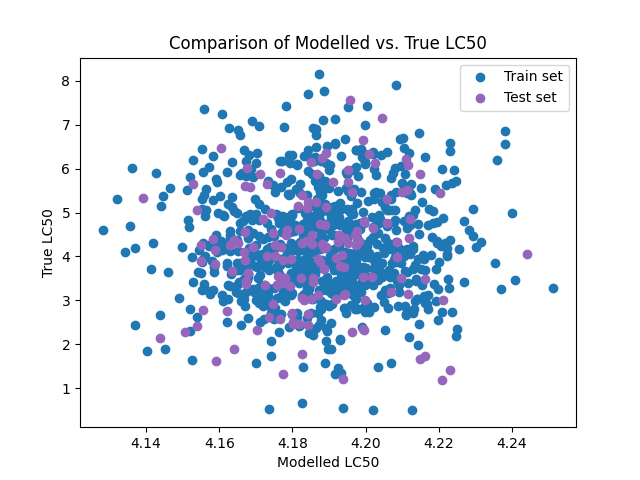 Comparison of Modelled vs. True LC50
Train set
Test set
8
7
6
5
4
3
2
1
True LC50
4.14 4.16 4.18 4.20 4.22 4.24
Modelled LC50